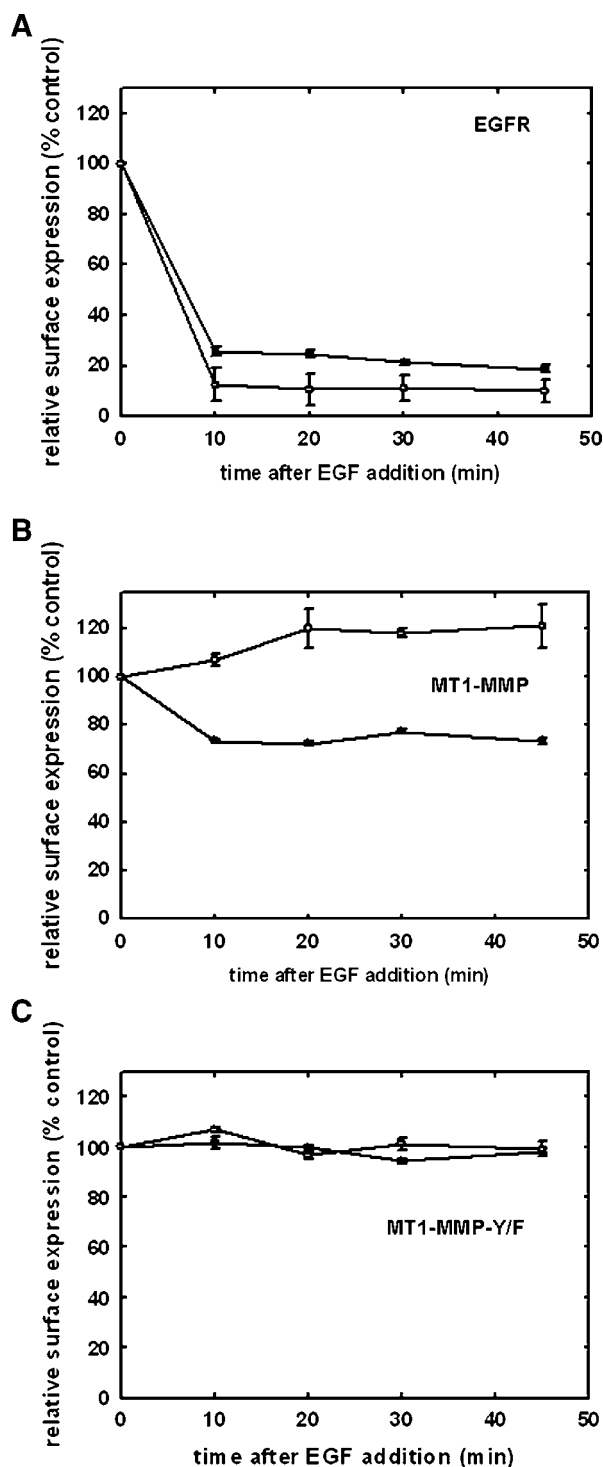 A
relative surface expression (% control)
120
100
80
60
40
20
0
EGFR
0 10 20 30 40 50
time after EGF addition (min)
B
relative surface expression (% control)
120
100
80
60
40
20
0
MT1-MMP
0 10 20 30 40 50
time after EGF addition (min)
C
relative surface expression (% control)
120
100
80
60
40
20
0
MT1-MMP-Y/F
0 10 20 30 40 50
time after EGF addition (min)